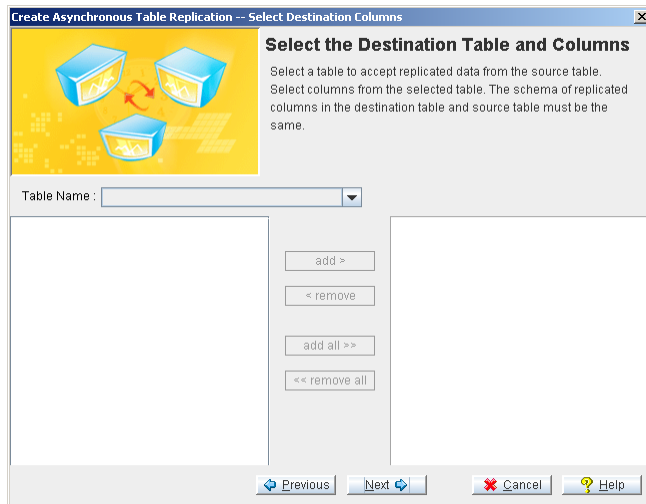 Create Asynchronous Table Replication -- Select Destination Columns
Select the Destination Table and Columns
Select a table to accept replicated data from the source table.
Select columns from the selected table. The schema of replicated
columns in the destination table and source table must be the
same.
Table Name :
add >
< remove
add all >>
<< remove all
Previous
Next
Cancel
Help